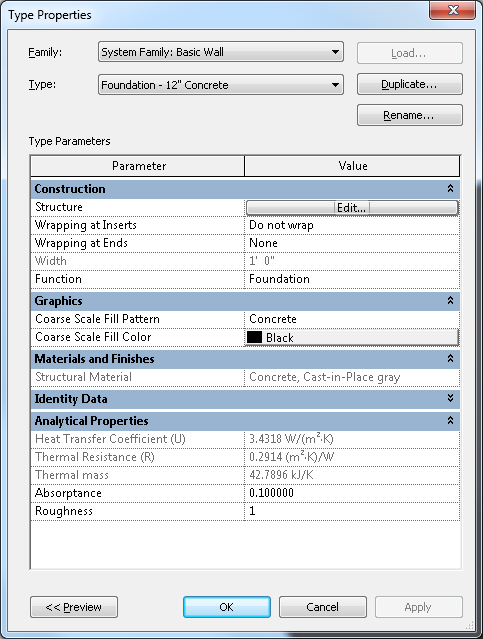 Type Properties
Family: System Family: Basic Wall Load...
Type: Foundation - 12" Concrete Duplicate...
Rename...
Type Parameters
Parameter Value
Construction
Structure Edit...
Wrapping at Inserts Do not wrap
Wrapping at Ends None
Width 1' 0"
Function Foundation
Graphics
Coarse Scale Fill Pattern Concrete
Coarse Scale Fill Color Black
Materials and Finishes
Structural Material Concrete, Cast-in-Place gray
Identity Data
Analytical Properties
Heat Transfer Coefficient (U) 3.4318 W/(m²·K)
Thermal Resistance (R) 0.2914 (m²·K)/W
Thermal mass 42.7896 kJ/K
Absorptance 0.100000
Roughness 1
<< Preview OK Cancel Apply